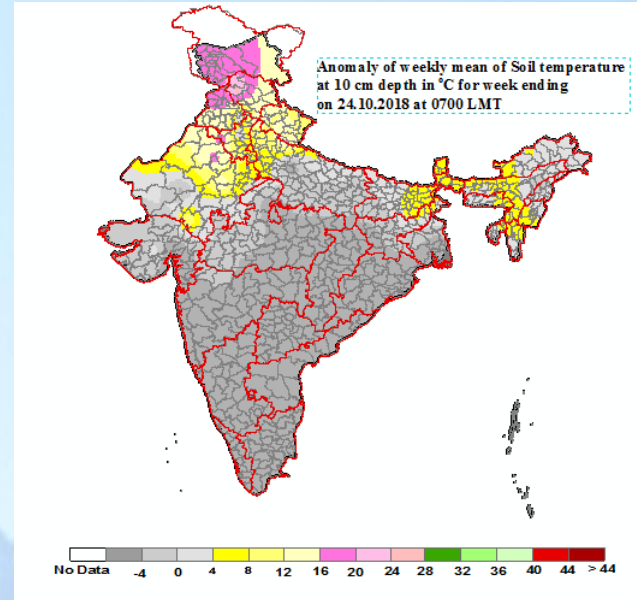 Anomaly of weekly mean of Soil temperature
at 10 cm depth in °C for week ending
on 24.10.2018 at 0700 LMT
No Data -4 0 4 8 12 16 20 24 28 32 36 40 44 > 44